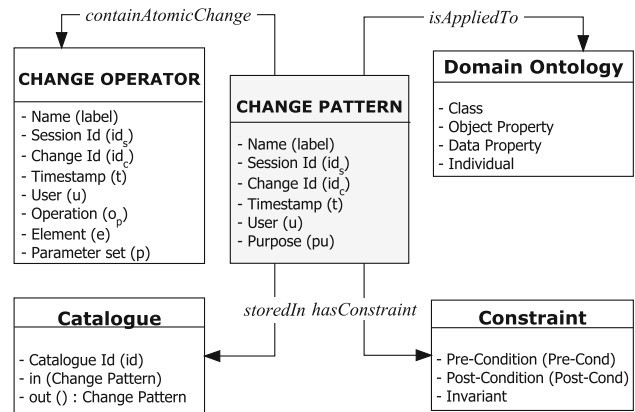 containAtomicChange
isAppliedTo
CHANGE OPERATOR
- Name (label)
- Session Id (ids)
- Change Id (idc)
- Timestamp (t)
- User (u)
- Operation (op)
- Element (e)
- Parameter set (p)
CHANGE PATTERN
- Name (label)
- Session Id (ids)
- Change Id (idc)
- Timestamp (t)
- User (u)
- Purpose (pu)
Domain Ontology
- Class
- Object Property
- Data Property
- Individual
storedIn hasConstraint
Catalogue
- Catalogue Id (id)
- in (Change Pattern)
- out () : Change Pattern
Constraint
- Pre-Condition (Pre-Cond)
- Post-Condition (Post-Cond)
- Invariant